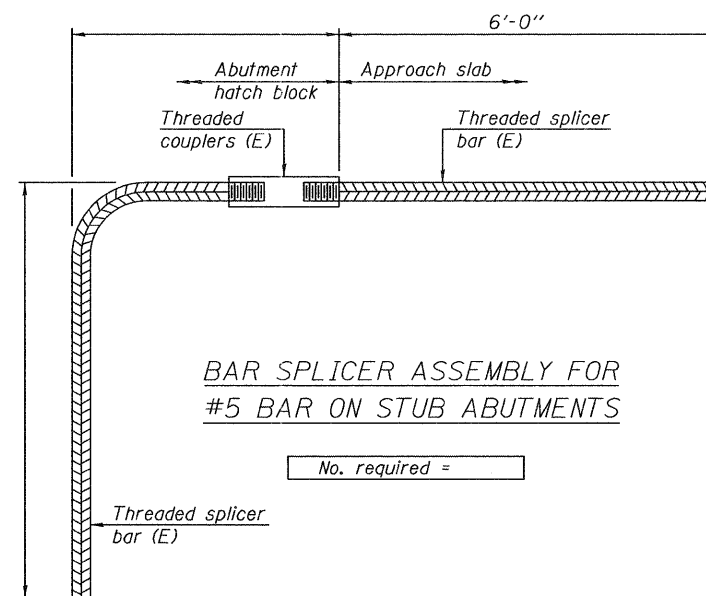 6'-0"
Abutment
hatch block
Approach slab
Threaded
couplers (E)
Threaded splicer
bar (E)
BAR SPLICER ASSEMBLY FOR
#5 BAR ON STUB ABUTMENTS
No. required =
Threaded splicer
bar (E)